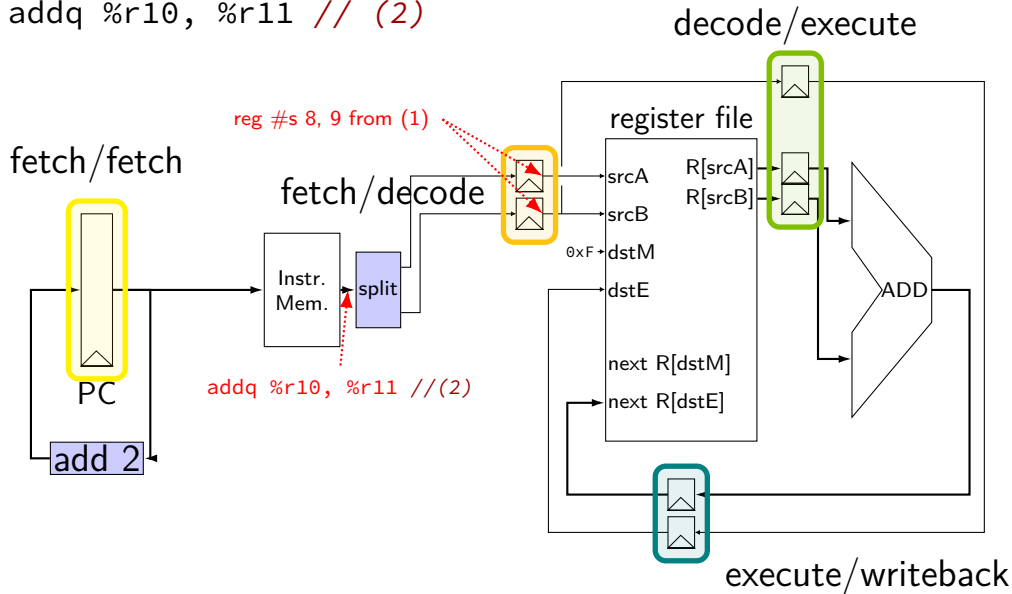 addq %r10, %r11 // (2)
decode/execute
reg #s 8, 9 from (1)
register file
fetch/fetch
fetch/decode
srcA
R[srcA]
srcB
R[srcB]
0xF
dstM
Instr.
Mem.
split
dstE
ADD
next R[dstM]
addq %r10, %r11 //(2)
PC
next R[dstE]
add 2
execute/writeback